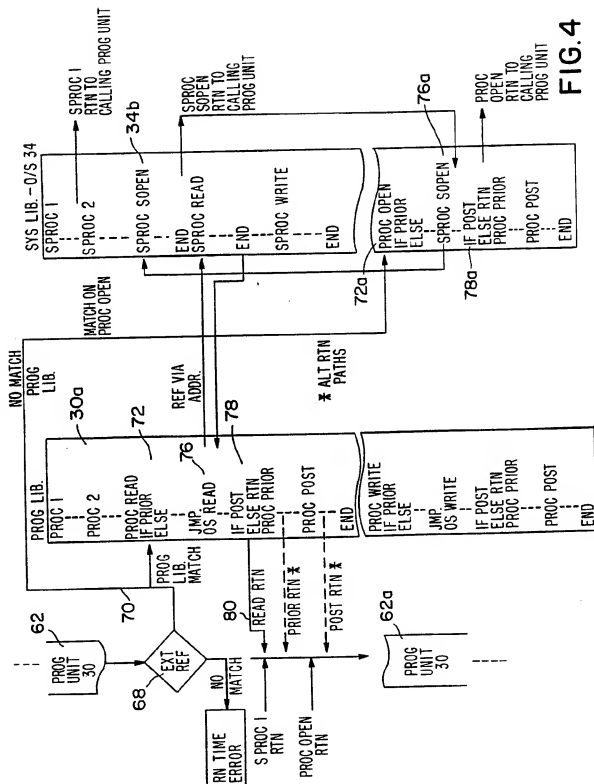 62
PROG
UNIT
30
68
EXT
REF
NO
MATCH
RN TIME
ERROR
S PROC 1
RTN
PROC OPEN
RTN
62a
PROG
UNIT
30
70
PROG
LIB.
MATCH
80
READ RTN
PRIOR RTN *
POST RTN *
NO MATCH
PROG
LIB.
PROG LIB.
30a
PROC 1
PROC 2
72
PROC READ
IF PRIOR
ELSE
76
JMP
OS READ
78
IF POST
ELSE RTN
PROC PRIOR
PROC POST
END
PROC WRITE
IF PRIOR
ELSE
JMP
OS WRITE
IF POST
ELSE RTN
PROC PRIOR
PROC POST
END
MATCH ON
PROC OPEN
REF VIA
ADDR.
* ALT RTN
PATHS
SYS LIB.-O/S 34
SPROC 1
SPROC 2
34b
SPROC SOPEN
END
SPROC READ
END
SPROC WRITE
END
72a
PROC OPEN
IF PRIOR
ELSE
76a
SPROC SOPEN
78a
IF POST
ELSE RTN
PROC PRIOR
PROC POST
END
SPROC 1
RTN TO
CALLING
PROG UNIT
SPROC
SOPEN
RTN TO
CALLING
PROG UNIT
PROC
OPEN
RTN TO
CALLING
PROG UNIT
FIG. 4